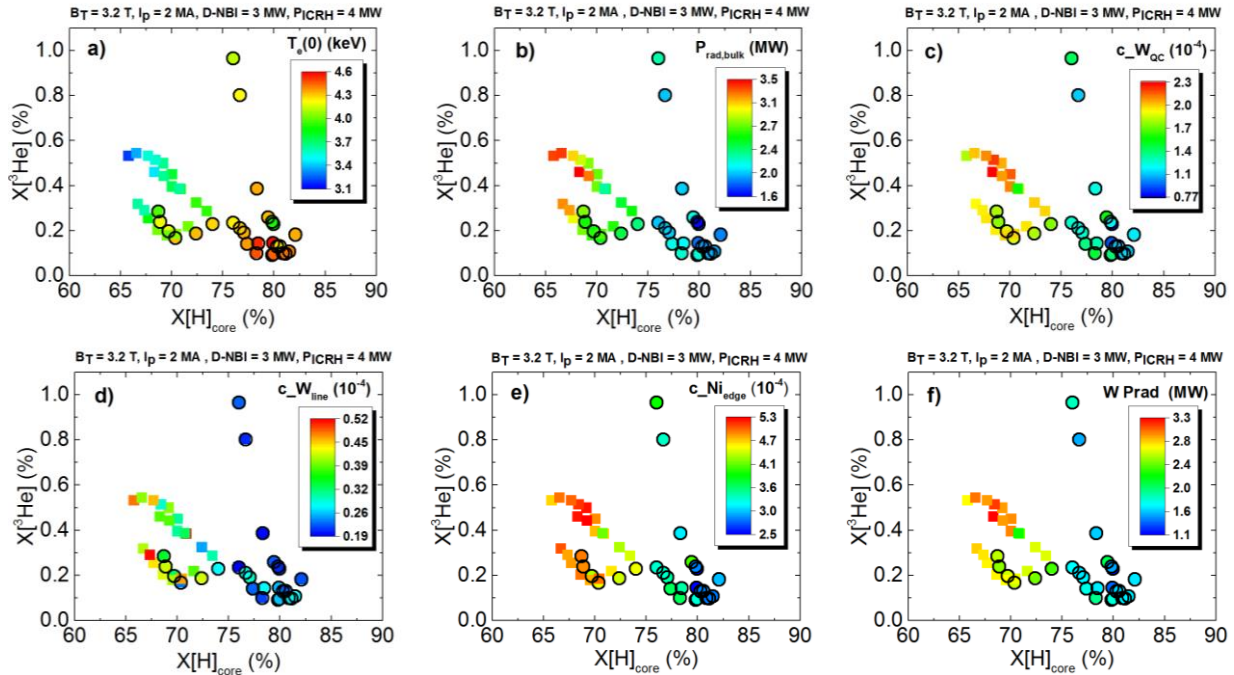 B_T = 3.2 T, I_p = 2 MA , D-NBI = 3 MW, P_ICRH = 4 MW
a)
T_e(0) (keV)
4.6
4.3
4.0
3.7
3.4
3.1
1.0
0.8
0.6
0.4
0.2
0.0
X[³He] (%)
60 65 70 75 80 85 90
X[H]_core (%)
B_T = 3.2 T, I_p = 2 MA , D-NBI = 3 MW, P_ICRH = 4 MW
b)
P_rad,bulk (MW)
3.5
3.1
2.7
2.4
2.0
1.6
1.0
0.8
0.6
0.4
0.2
0.0
X[³He] (%)
60 65 70 75 80 85 90
X[H]_core (%)
B_T = 3.2 T, I_p = 2 MA , D-NBI = 3 MW, P_ICRH = 4 MW
c)
c_W_QC (10⁻⁴)
2.3
2.0
1.7
1.4
1.1
0.77
1.0
0.8
0.6
0.4
0.2
0.0
X[³He] (%)
60 65 70 75 80 85 90
X[H]_core (%)
B_T = 3.2 T, I_p = 2 MA , D-NBI = 3 MW, P_ICRH = 4 MW
d)
c_W_line (10⁻⁴)
0.52
0.45
0.39
0.32
0.26
0.19
1.0
0.8
0.6
0.4
0.2
0.0
X[³He] (%)
60 65 70 75 80 85 90
X[H]_core (%)
B_T = 3.2 T, I_p = 2 MA , D-NBI = 3 MW, P_ICRH = 4 MW
e)
c_Ni_edge (10⁻⁴)
5.3
4.7
4.1
3.6
3.0
2.5
1.0
0.8
0.6
0.4
0.2
0.0
X[³He] (%)
60 65 70 75 80 85 90
X[H]_core (%)
B_T = 3.2 T, I_p = 2 MA , D-NBI = 3 MW, P_ICRH = 4 MW
f)
W Prad (MW)
3.3
2.8
2.4
2.0
1.6
1.1
1.0
0.8
0.6
0.4
0.2
0.0
X[³He] (%)
60 65 70 75 80 85 90
X[H]_core (%)